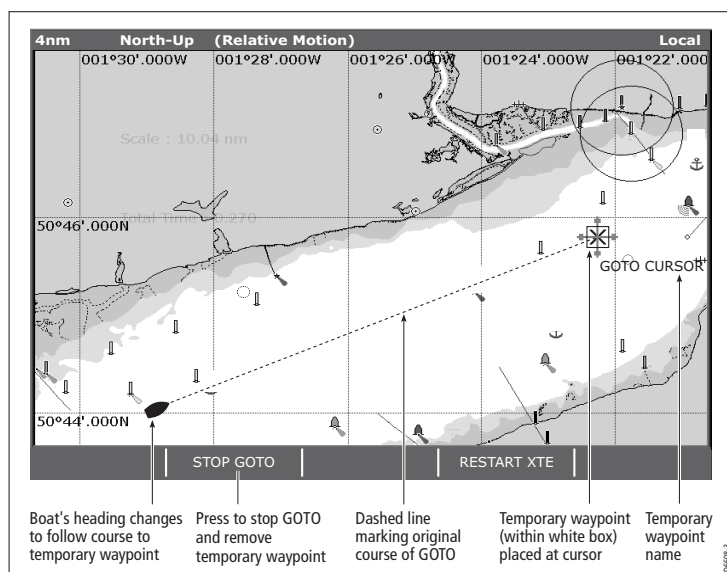 4nm North-Up (Relative Motion) Local
001°30'.000W 001°28'.000W 001°26'.000W 001°24'.000W 001°22'.000W
Scale : 10.04 nm
50°46'.000N
GOTO CURSOR
50°44'.000N
STOP GOTO RESTART XTE
Boat's heading changes
to follow course to
temporary waypoint
Press to stop GOTO
and remove
temporary waypoint
Dashed line
marking original
course of GOTO
Temporary waypoint
(within white box)
placed at cursor
Temporary
waypoint
name